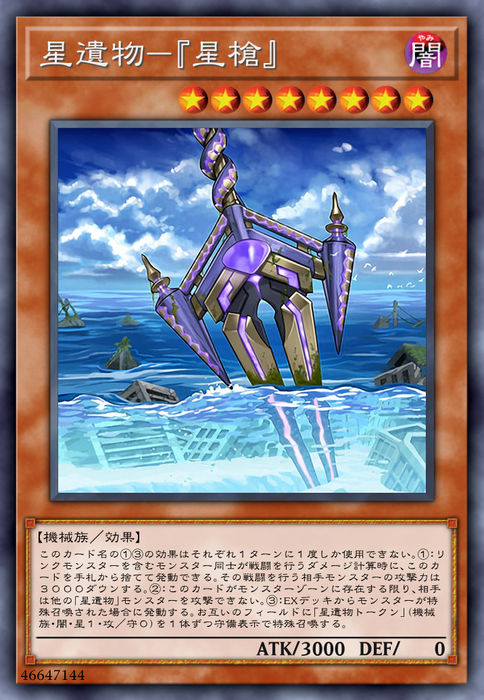 星遺物−『星槍』
やみ
闇
【機械族／効果】
このカード名の①③の効果はそれぞれ１ターンに１度しか使用できない。①：リ
ンクモンスターを含むモンスター同士が戦闘を行うダメージ計算時に、このカ
ードを手札から捨てて発動できる。その戦闘を行う相手モンスターの攻撃力は
３０００ダウンする。②：このカードがモンスターゾーンに存在する限り、相手
は他の「星遺物」モンスターを攻撃できない。③：EXデッキからモンスターが特
殊召喚された場合に発動する。お互いのフィールドに「星遺物トークン」(機械
族・闇・星１・攻／守０)を１体ずつ守備表示で特殊召喚する。
ATK/3000 DEF/ 0
46647144